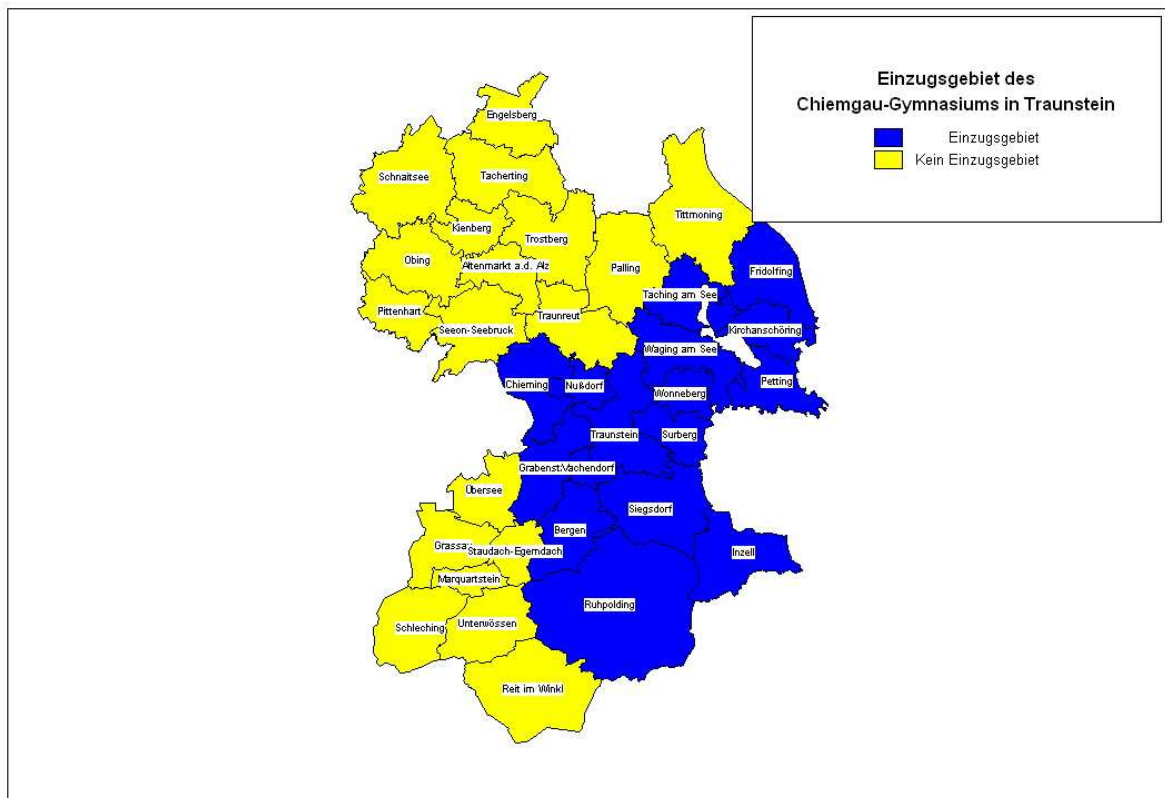 Einzugsgebiet des
Chiemgau-Gymnasiums in Traunstein
Einzugsgebiet
Kein Einzugsgebiet
Engelsberg
Schnaitsee
Tacherting
Tittmoning
Kienberg
Trostberg
Obing
Altenmarkt a.d. Alz
Palling
Fridolfing
Taching am See
Pittenhart
Traunreut
Seeon-Seebruck
Kirchanschöring
Waging am See
Chieming
Nußdorf
Petting
Wonneberg
Traunstein
Surberg
Grabenst
Vachendorf
Übersee
Siegsdorf
Bergen
Grassau
Staudach-Egerndach
Inzell
Marquartstein
Ruhpolding
Schleching
Unterwössen
Reit im Winkl